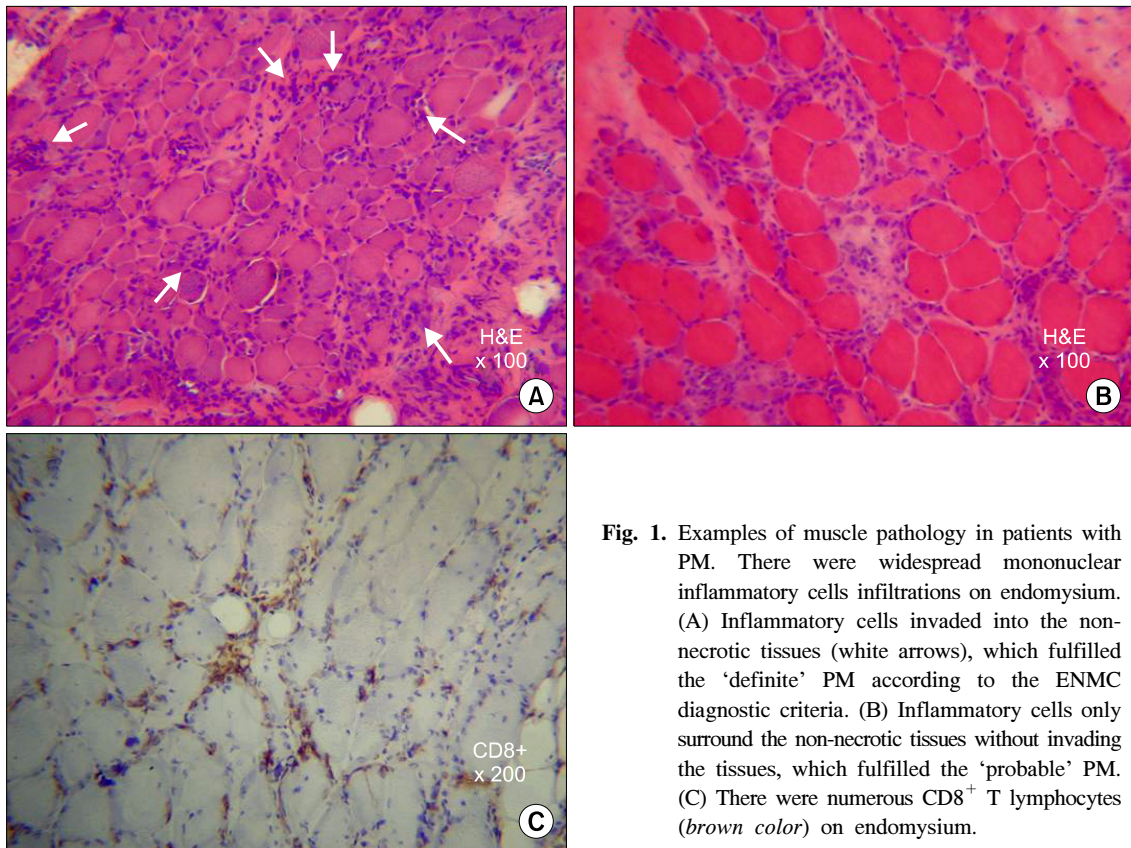 H&E
x 100
A
H&E
x 100
B
CD8+
x 200
C
Fig. 1. Examples of muscle pathology in patients with
PM. There were widespread mononuclear
inflammatory cells infiltrations on endomysium.
(A) Inflammatory cells invaded into the non-
necrotic tissues (white arrows), which fulfilled
the ‘definite’ PM according to the ENMC
diagnostic criteria. (B) Inflammatory cells only
surround the non-necrotic tissues without invading
the tissues, which fulfilled the ‘probable’ PM.
(C) There were numerous CD8⁺ T lymphocytes
(brown color) on endomysium.